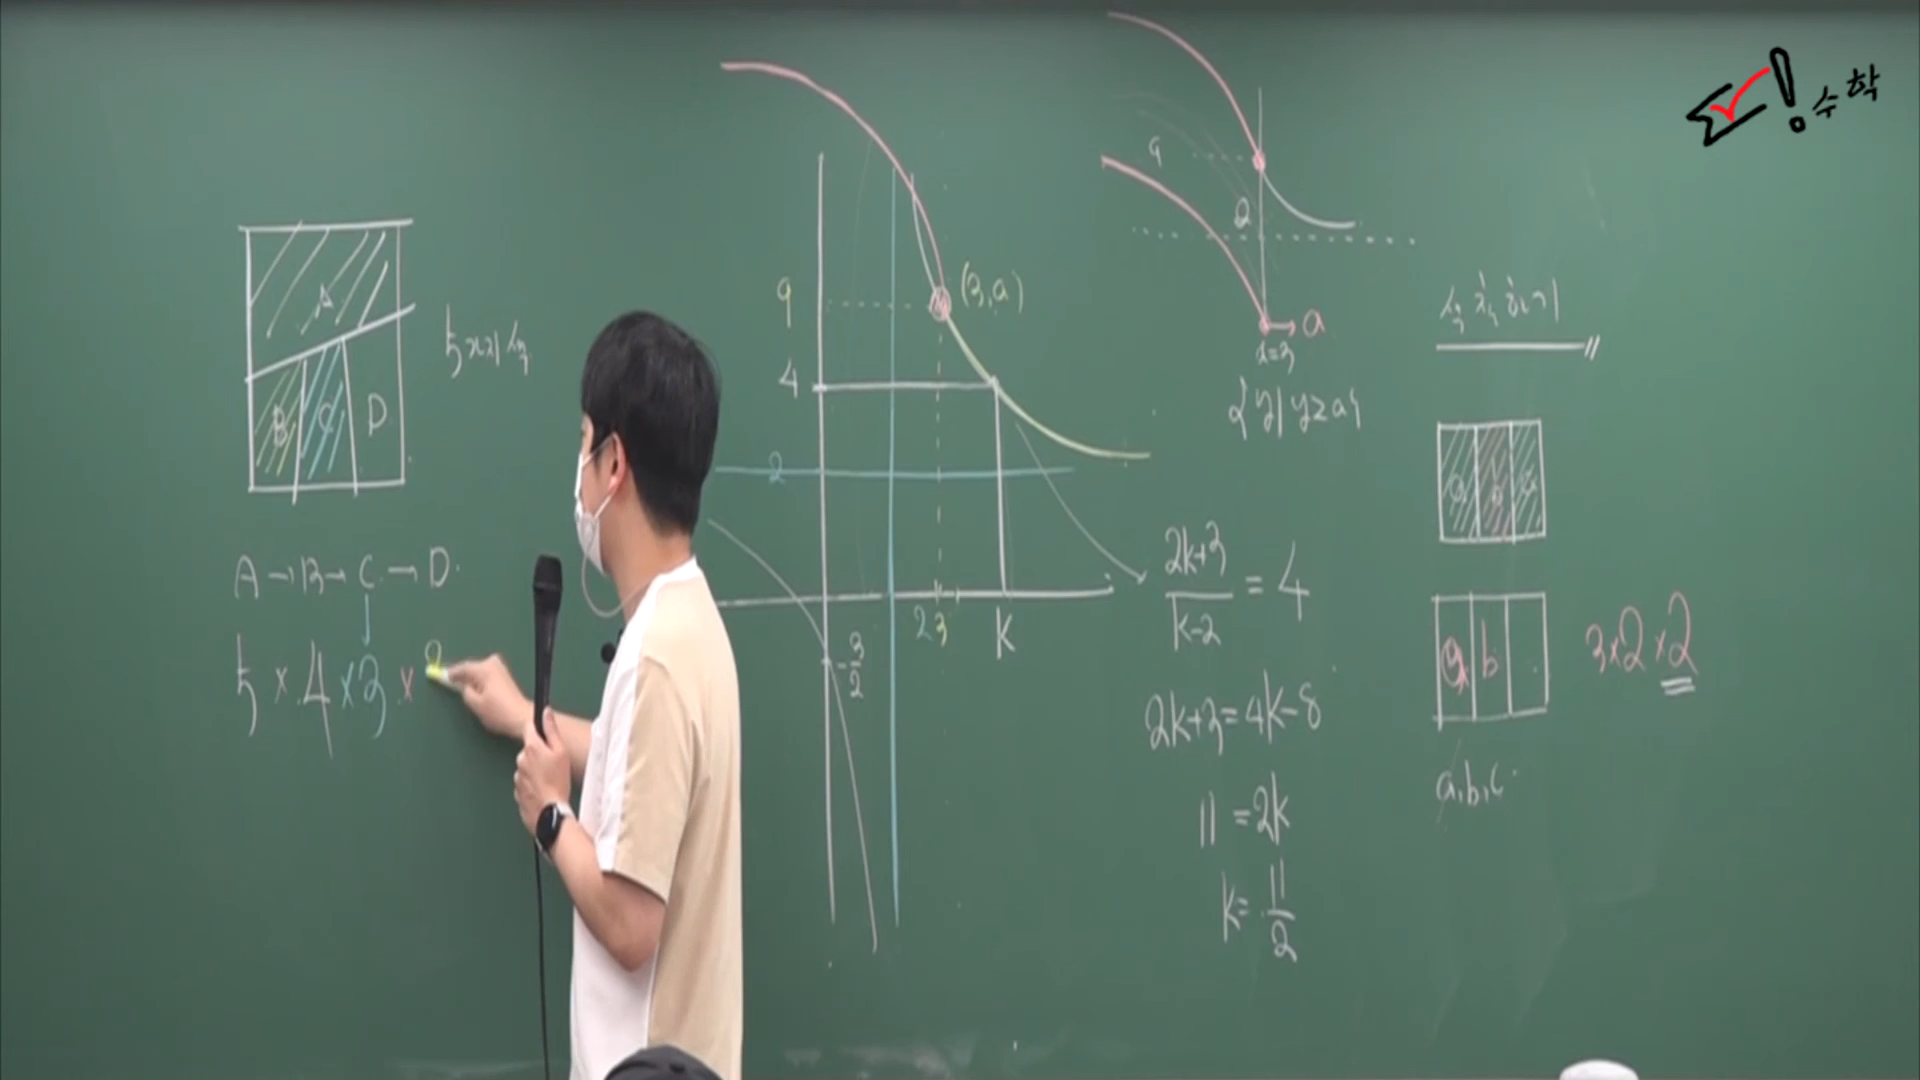 수학
A
B C D
5가지 색
A → B → C → D
5 × 4 × 3 ×
9
(3, a)
4
2
2 3
K
-3/2
9
2
a
x=3
{y|y≥a}
(2k+3)/(k-2) = 4
2k+3=4k-8
11 = 2k
k = 11/2
색칠하기
a b
3×2×2
a, b, c